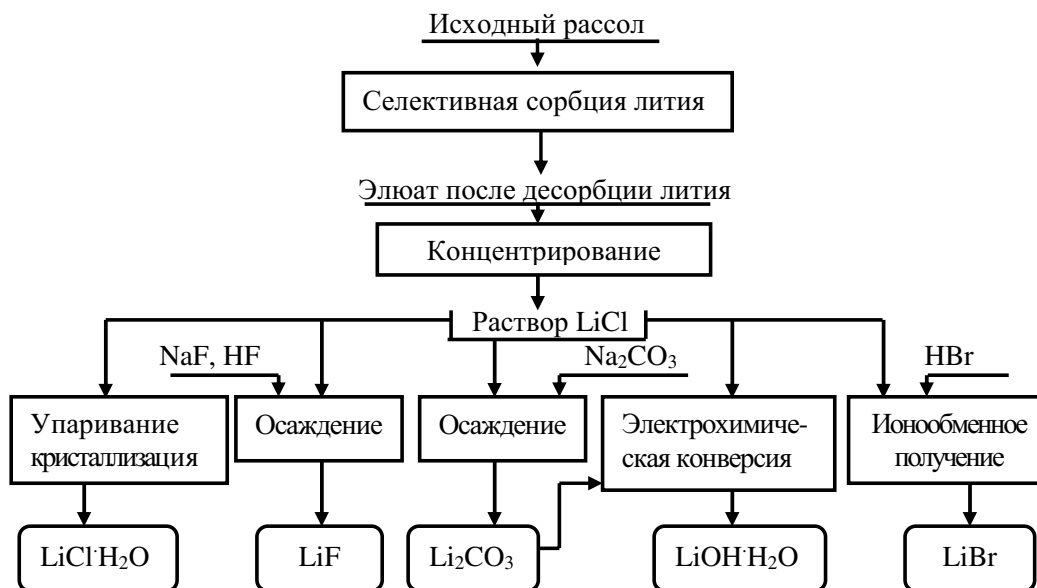 Исходный рассол
Селективная сорбция лития
Элюат после десорбции лития
Концентрирование
Раствор LiCl
NaF, HF
Na₂CO₃
HBr
Упаривание
кристаллизация
Осаждение
Осаждение
Электрохимиче-
ская конверсия
Ионообменное
получение
LiCl·H₂O
LiF
Li₂CO₃
LiOH·H₂O
LiBr